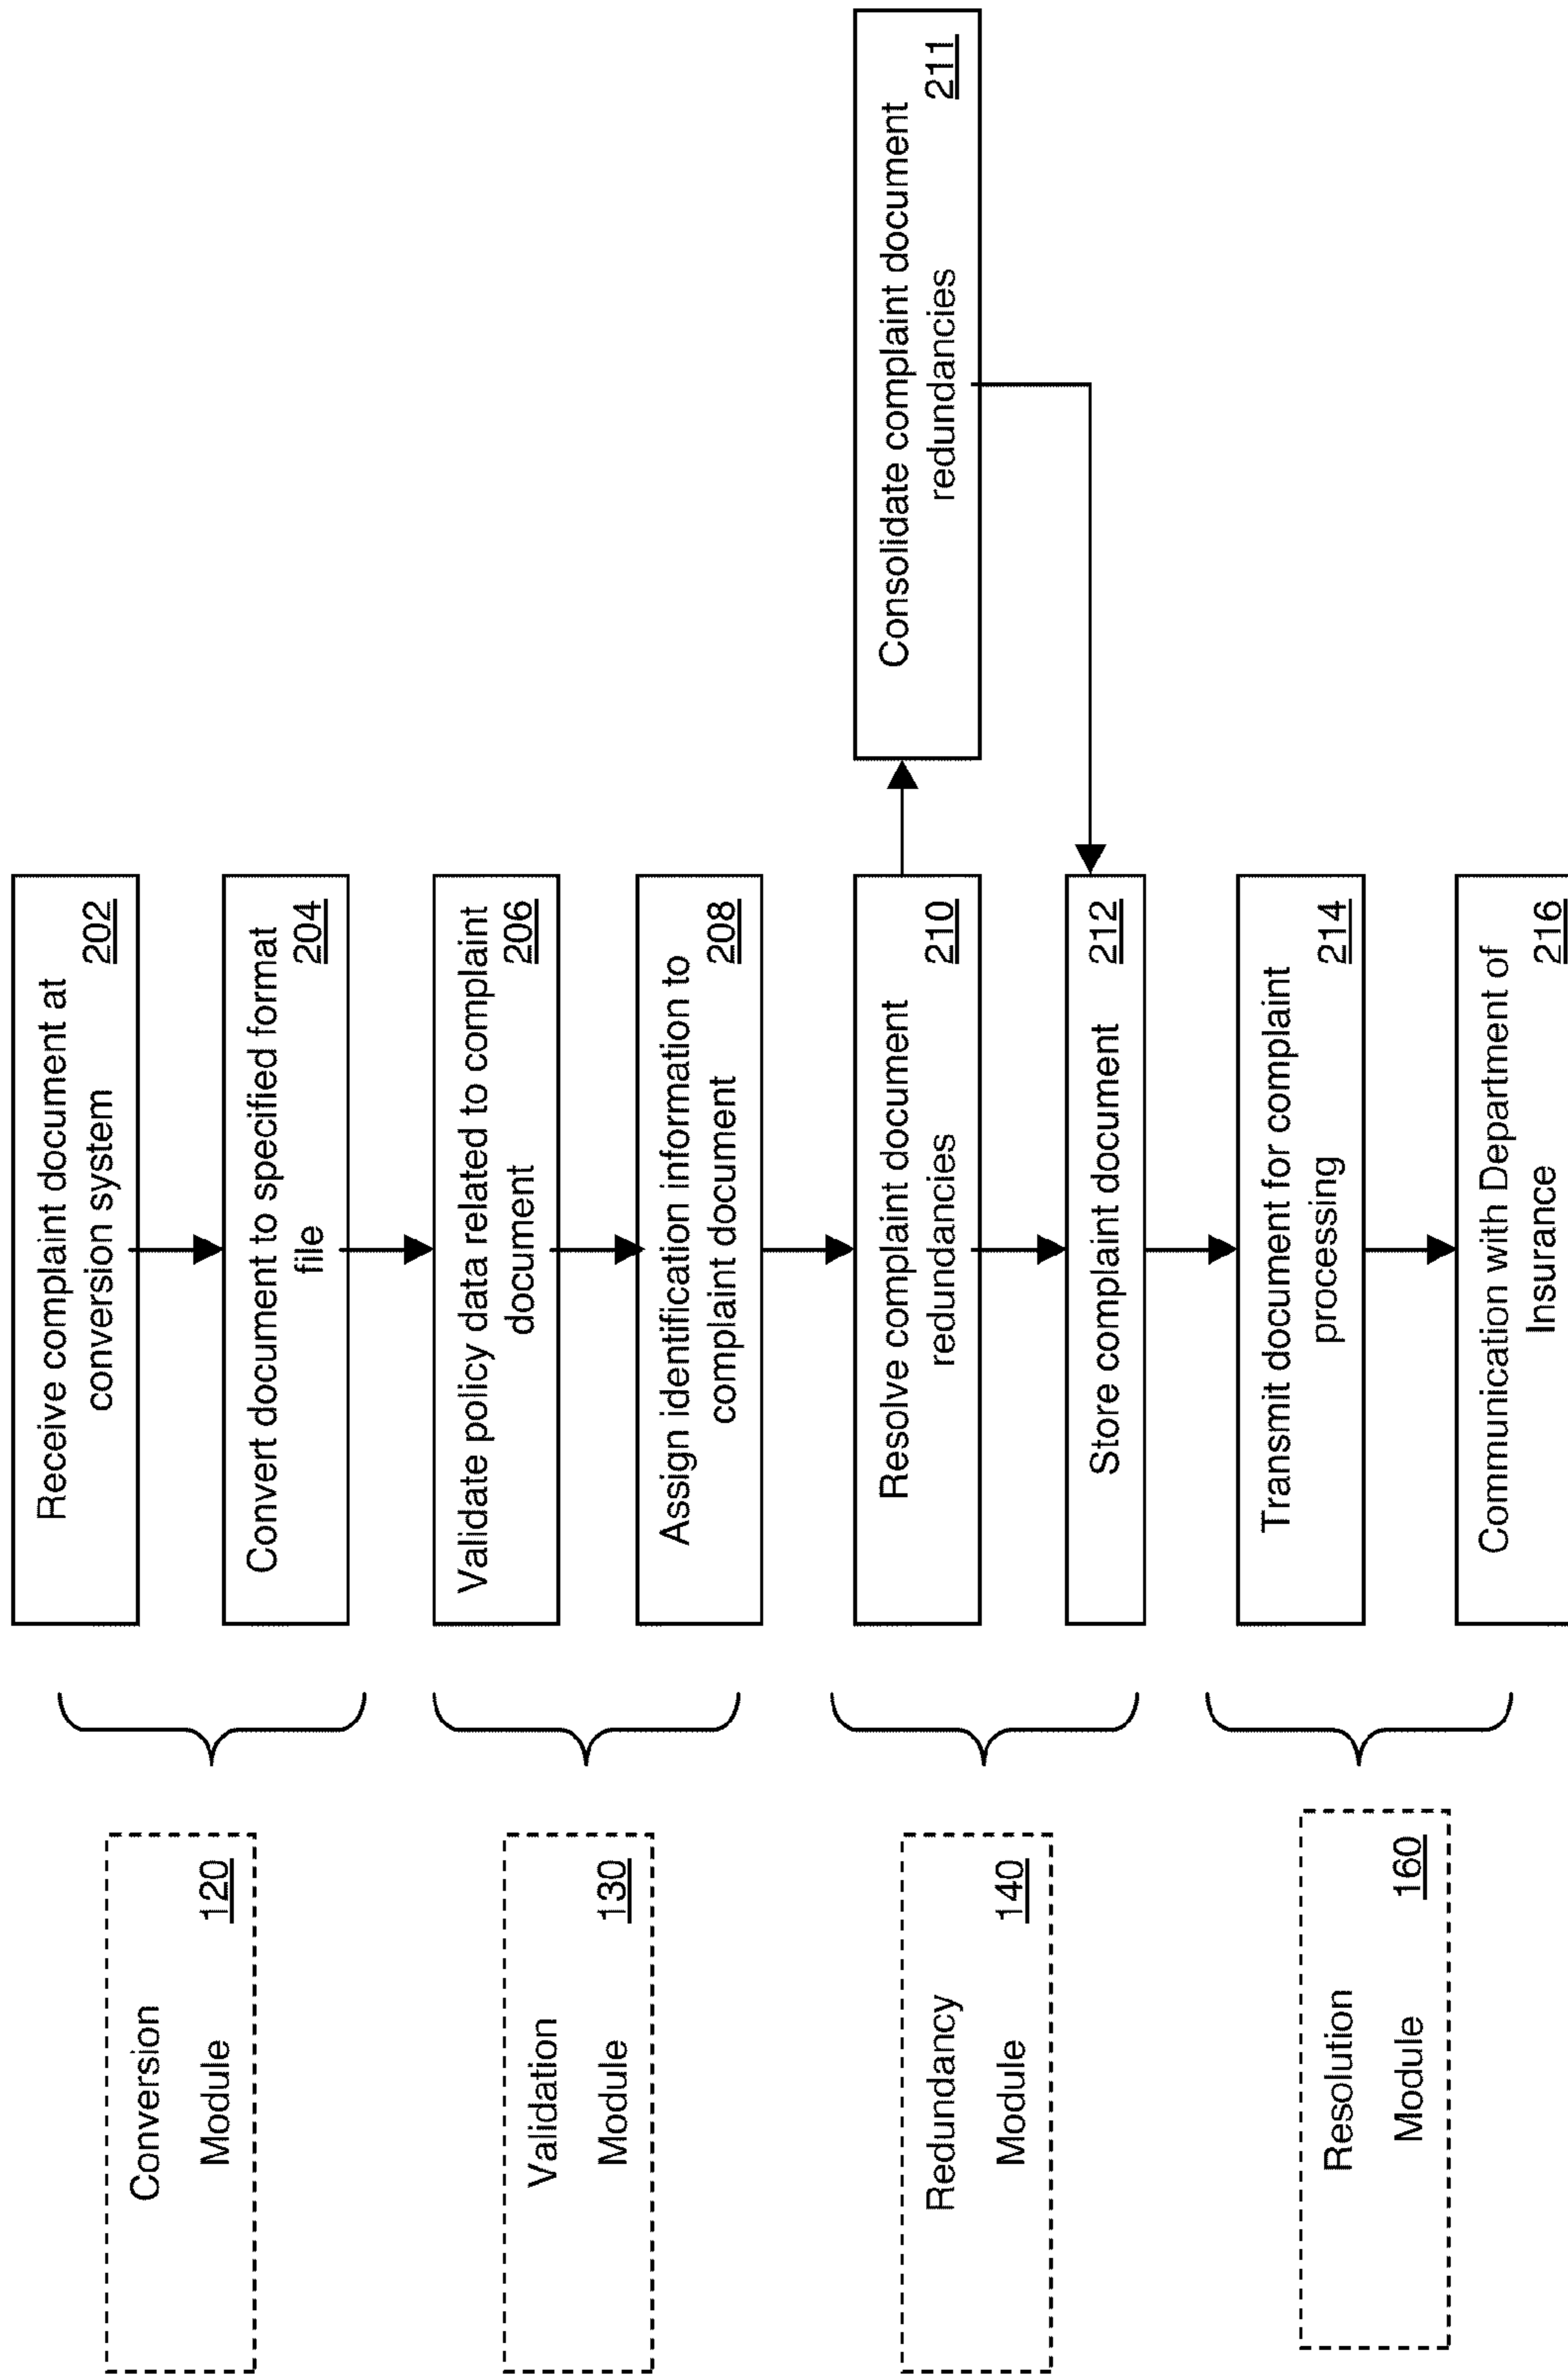 Conversion
Module 120
Validation
Module 130
Redundancy
Module 140
Resolution
Module 160
Receive complaint document at
conversion system 202
Convert document to specified format
file 204
Validate policy data related to complaint
document 206
Assign identification information to
complaint document 208
Resolve complaint document
redundancies 210
Consolidate complaint document
redundancies 211
Store complaint document 212
Transmit document for complaint
processing 214
Communication with Department of
Insurance 216